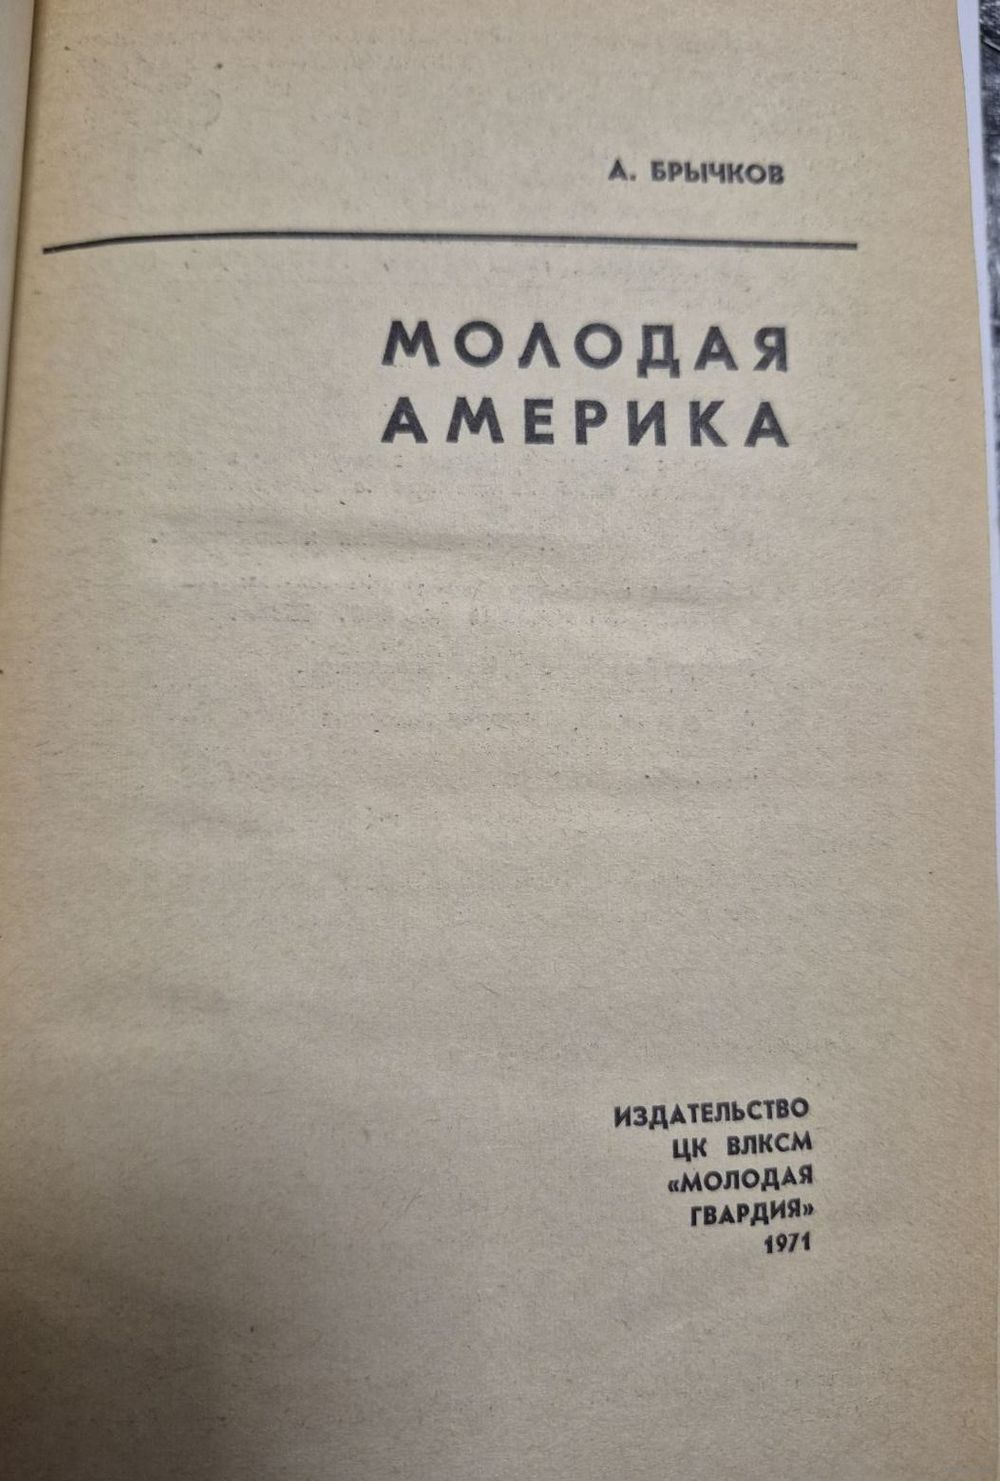 А. БРЫЧКОВ
МОЛОДАЯ
АМЕРИКА
ИЗДАТЕЛЬСТВО
ЦК ВЛКСМ
«МОЛОДАЯ
ГВАРДИЯ»
1971